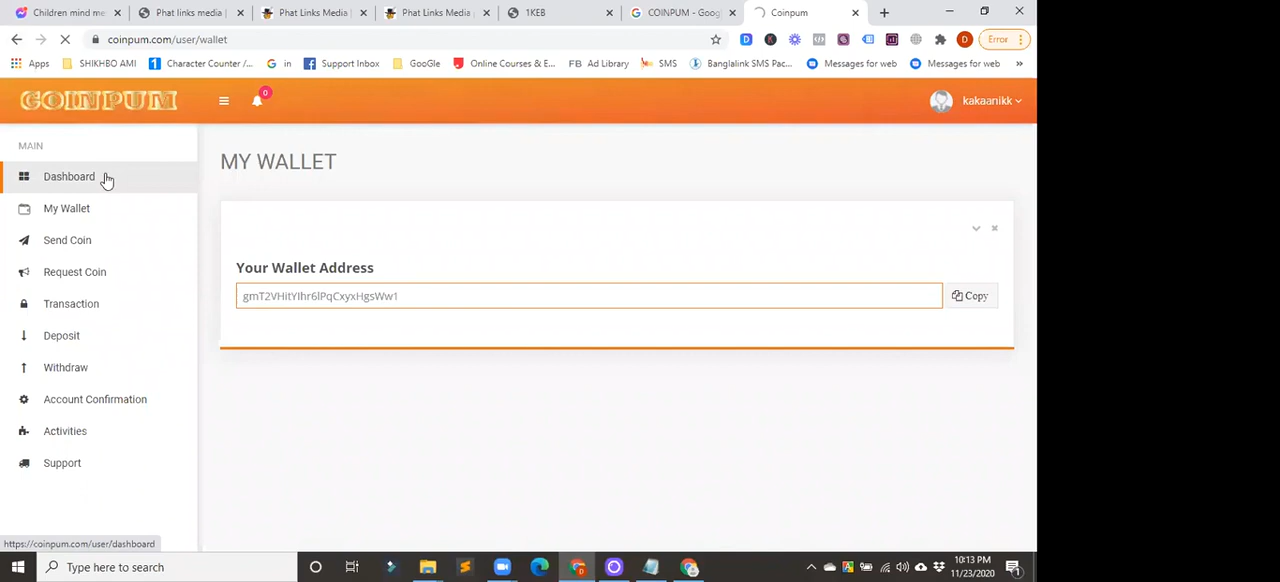 Children mind me
Phat links media |
Phat Links Media |
Phat Links Media |
1KEB
COINPUM - Goog
Coinpum
coinpum.com/user/wallet
D
Error
Apps
SHIKHBO AMI
Character Counter /...
in
Support Inbox
GooGle
Online Courses & E...
FB Ad Library
SMS
Banglalink SMS Pac...
Messages for web
Messages for web
»
COINPUM
0
kakaanikk
MAIN
MY WALLET
Dashboard
My Wallet
Send Coin
Request Coin
Transaction
Deposit
Withdraw
Account Confirmation
Activities
Support
Your Wallet Address
gmT2VHitYIhr6lPqCxyxHgsWw1
Copy
https://coinpum.com/user/dashboard
Type here to search
10:13 PM
11/23/2020
1